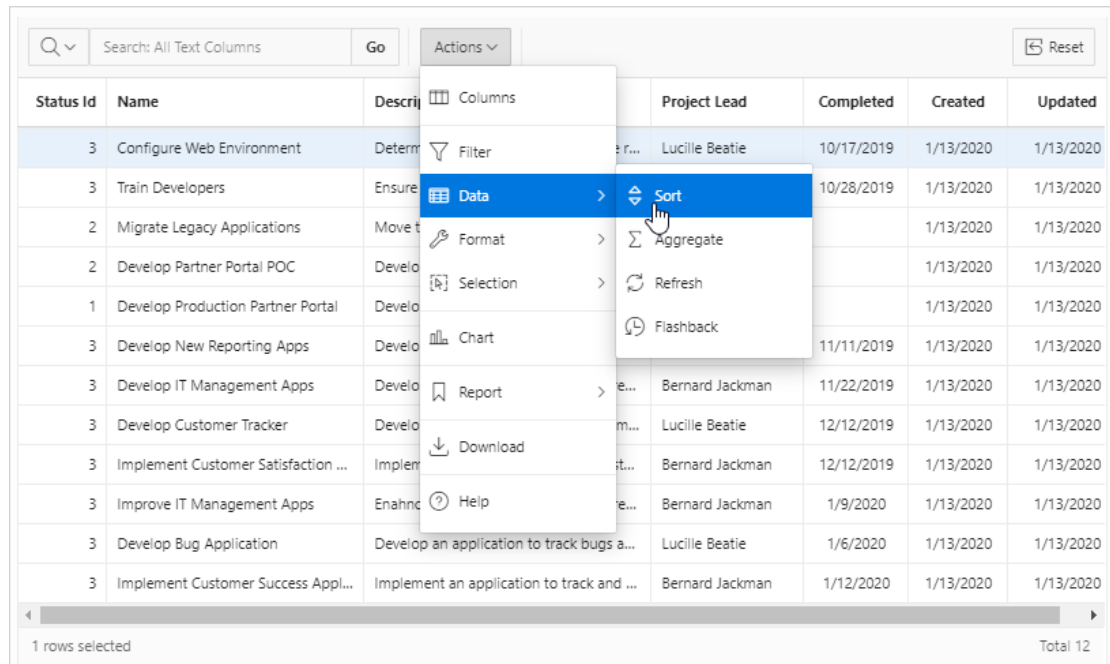 Search: All Text Columns Go Actions Reset
Status Id Name Descri Columns Project Lead Completed Created Updated
3 Configure Web Environment Determ Filter e r... Lucille Beatie 10/17/2019 1/13/2020 1/13/2020
3 Train Developers Ensure Data Sort 10/28/2019 1/13/2020 1/13/2020
2 Migrate Legacy Applications Move t Format Aggregate 1/13/2020 1/13/2020
2 Develop Partner Portal POC Develo Selection Refresh 1/13/2020 1/13/2020
1 Develop Production Partner Portal Develo Flashback 1/13/2020 1/13/2020
3 Develop New Reporting Apps Develo Chart 11/11/2019 1/13/2020 1/13/2020
3 Develop IT Management Apps Develo Report e... Bernard Jackman 11/22/2019 1/13/2020 1/13/2020
3 Develop Customer Tracker Develo m... Lucille Beatie 12/12/2019 1/13/2020 1/13/2020
Download
3 Implement Customer Satisfaction ... Implem st... Bernard Jackman 12/12/2019 1/13/2020 1/13/2020
3 Improve IT Management Apps Enahnc Help re... Bernard Jackman 1/9/2020 1/13/2020 1/13/2020
3 Develop Bug Application Develop an application to track bugs a... Lucille Beatie 1/6/2020 1/13/2020 1/13/2020
3 Implement Customer Success Appl... Implement an application to track and ... Bernard Jackman 1/12/2020 1/13/2020 1/13/2020
1 rows selected Total 12